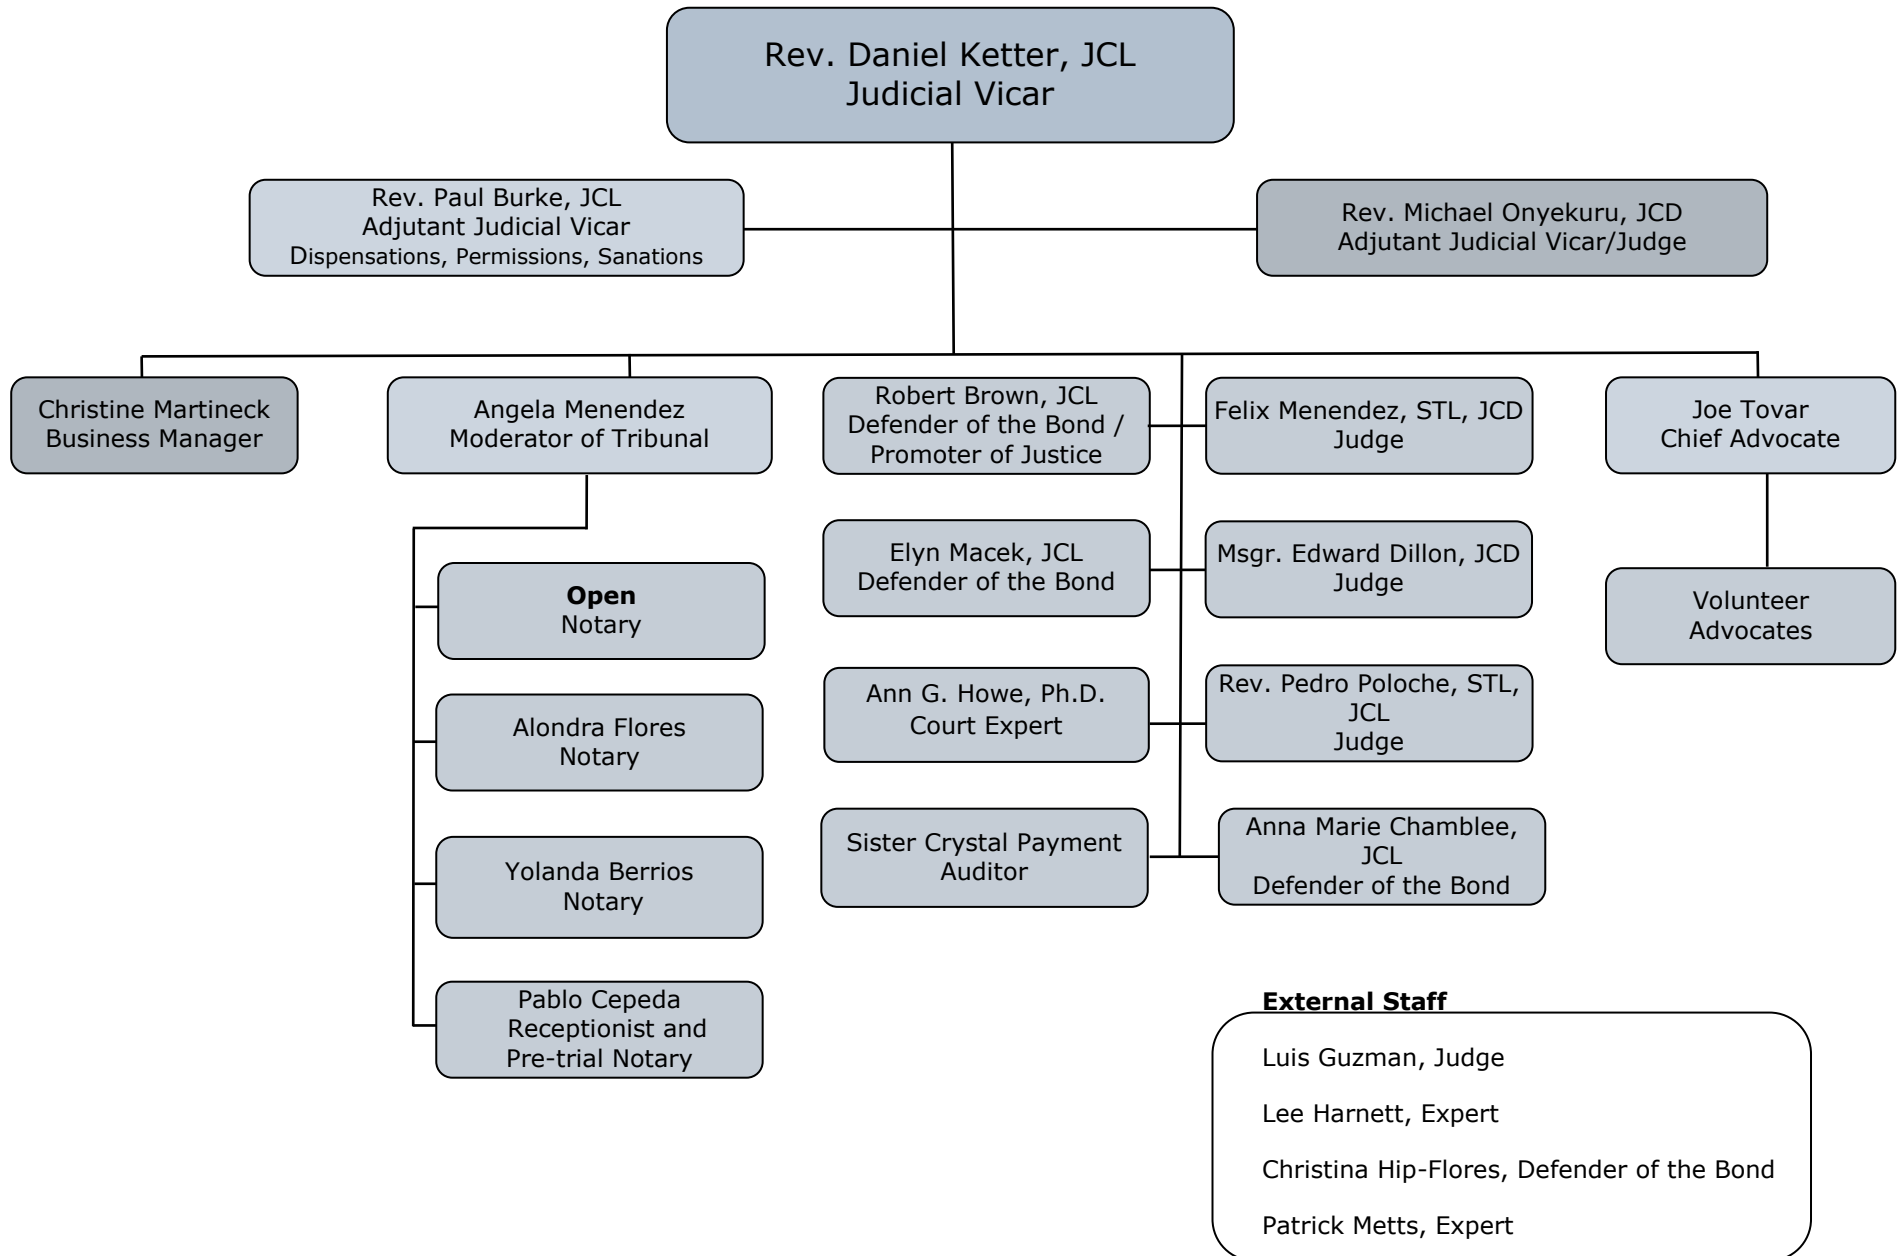 Rev. Daniel Ketter, JCL
Judicial Vicar
Rev. Paul Burke, JCL
Adjutant Judicial Vicar
Dispensations, Permissions, Sanations
Rev. Michael Onyekuru, JCD
Adjutant Judicial Vicar/Judge
Christine Martineck
Business Manager
Angela Menendez
Moderator of Tribunal
Robert Brown, JCL
Defender of the Bond /
Promoter of Justice
Felix Menendez, STL, JCD
Judge
Joe Tovar
Chief Advocate
Open
Notary
Alondra Flores
Notary
Yolanda Berrios
Notary
Pablo Cepeda
Receptionist and
Pre-trial Notary
Elyn Macek, JCL
Defender of the Bond
Msgr. Edward Dillon, JCD
Judge
Ann G. Howe, Ph.D.
Court Expert
Rev. Pedro Poloche, STL,
JCL
Judge
Sister Crystal Payment
Auditor
Anna Marie Chamblee,
JCL
Defender of the Bond
Volunteer
Advocates
External Staff
Luis Guzman, Judge
Lee Harnett, Expert
Christina Hip-Flores, Defender of the Bond
Patrick Metts, Expert